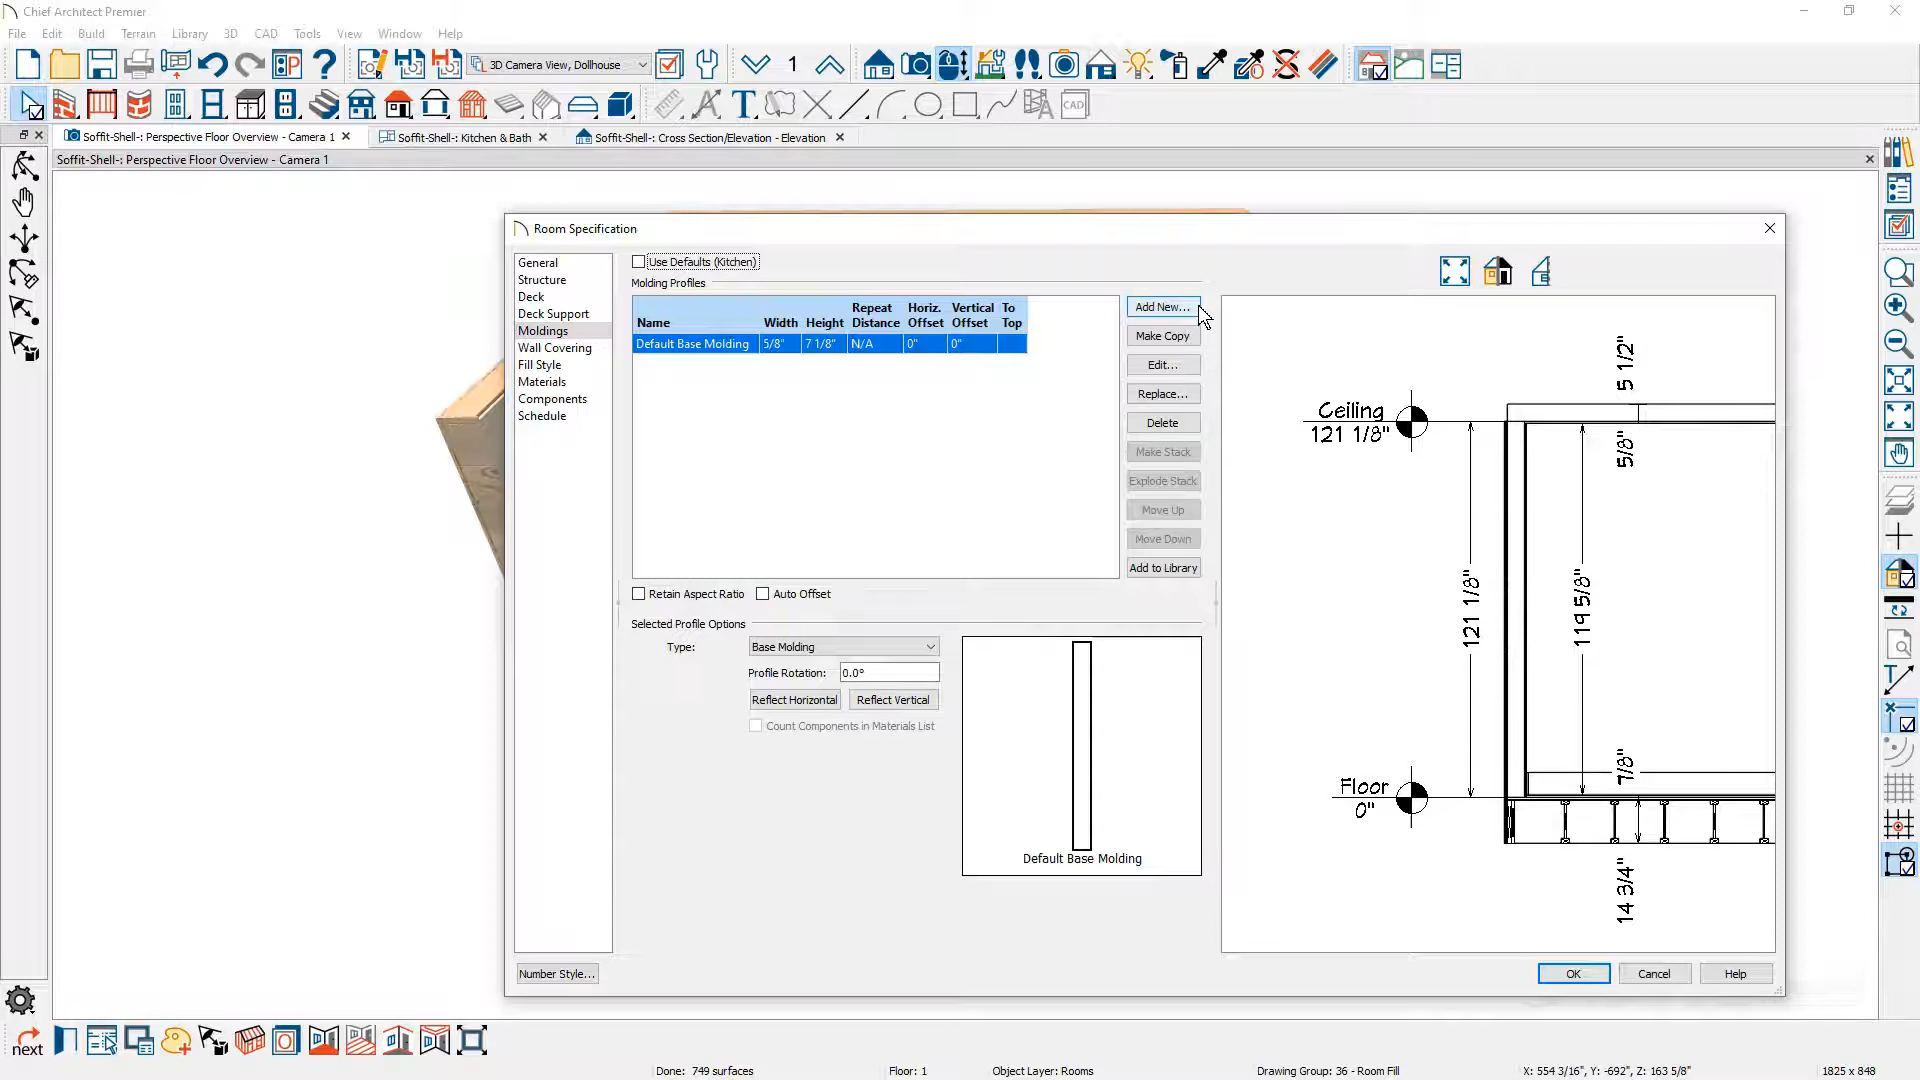 Chief Architect Premier
File Edit Build Terrain Library 3D CAD Tools View Window Help
3D Camera View, Dollhouse
1
CAD
Soffit-Shell-: Perspective Floor Overview - Camera 1
Soffit-Shell-: Kitchen & Bath
Soffit-Shell-: Cross Section/Elevation - Elevation
Soffit-Shell-: Perspective Floor Overview - Camera 1
Room Specification
General
Structure
Deck
Deck Support
Moldings
Wall Covering
Fill Style
Materials
Components
Schedule
Use Defaults (Kitchen)
Molding Profiles
Name Width Height Repeat Distance Horiz. Offset Vertical Offset To Top
Default Base Molding 5/8" 7 1/8" N/A 0" 0"
Add New...
Make Copy
Edit...
Replace...
Delete
Make Stack
Explode Stack
Move Up
Move Down
Add to Library
Retain Aspect Ratio Auto Offset
Selected Profile Options
Type: Base Molding
Profile Rotation: 0.0°
Reflect Horizontal Reflect Vertical
Count Components in Materials List
Default Base Molding
Ceiling
121 1/8"
5 1/2"
5/8"
121 1/8"
119 5/8"
7/8"
Floor
0"
14 3/4"
Number Style... OK Cancel Help
next
Done: 749 surfaces Floor: 1 Object Layer: Rooms Drawing Group: 36 - Room Fill X: 554 3/16", Y: -692", Z: 163 5/8" 1825 x 848